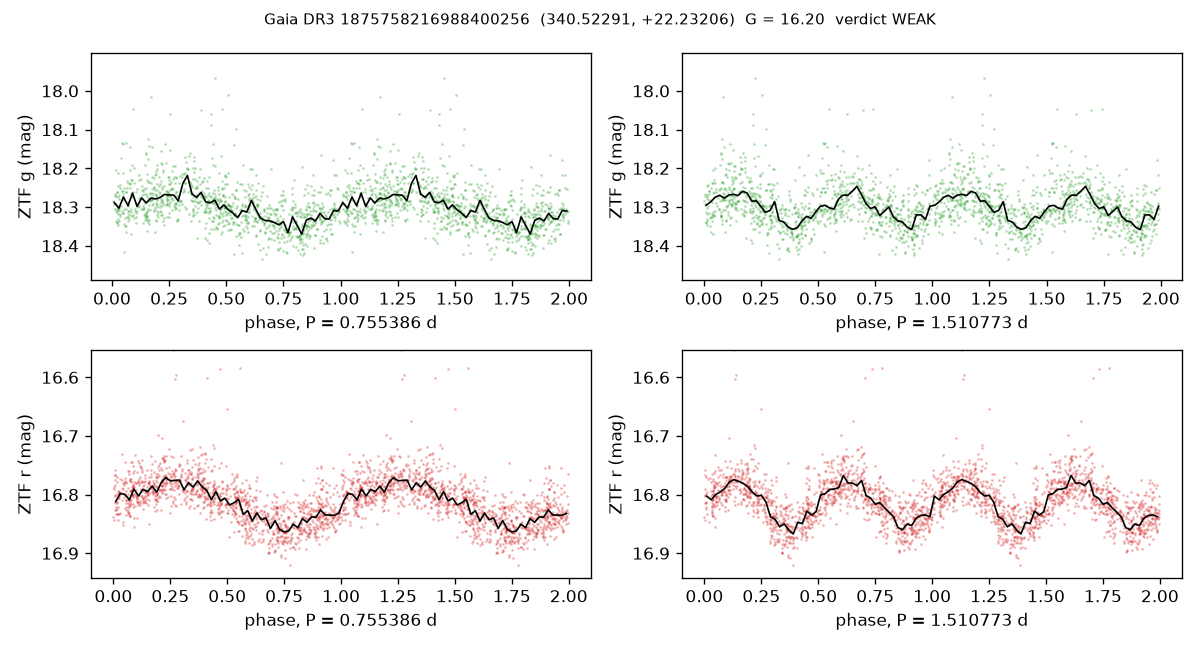 Gaia DR3 1875758216988400256 (340.52291, +22.23206) G = 16.20 verdict WEAK
ZTF g (mag)
18.0
18.1
18.2
18.3
18.4
0.00 0.25 0.50 0.75 1.00 1.25 1.50 1.75 2.00
phase, P = 0.755386 d
ZTF g (mag)
18.0
18.1
18.2
18.3
18.4
0.00 0.25 0.50 0.75 1.00 1.25 1.50 1.75 2.00
phase, P = 1.510773 d
ZTF r (mag)
16.6
16.7
16.8
16.9
0.00 0.25 0.50 0.75 1.00 1.25 1.50 1.75 2.00
phase, P = 0.755386 d
ZTF r (mag)
16.6
16.7
16.8
16.9
0.00 0.25 0.50 0.75 1.00 1.25 1.50 1.75 2.00
phase, P = 1.510773 d